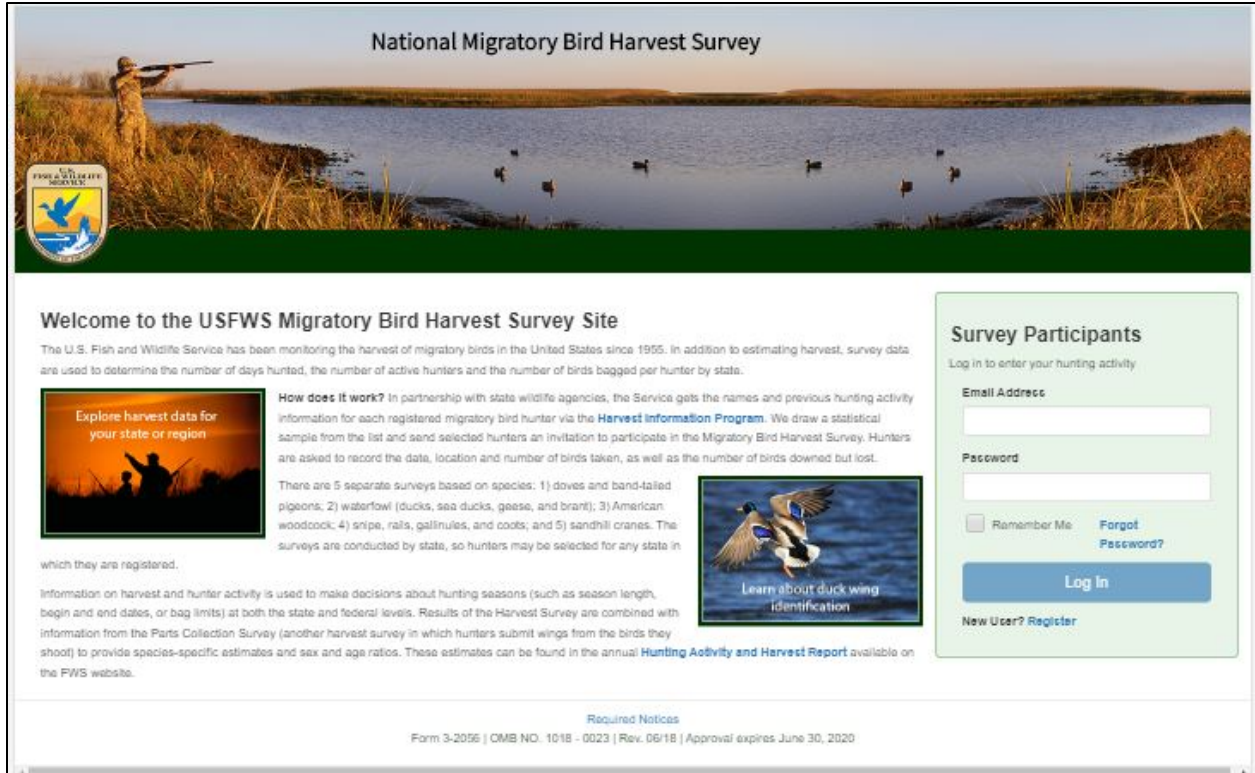 National Migratory Bird Harvest Survey
U.S.
FISH & WILDLIFE
SERVICE
Welcome to the USFWS Migratory Bird Harvest Survey Site
The U.S. Fish and Wildlife Service has been monitoring the harvest of migratory birds in the United States since 1955. In addition to estimating harvest, survey data
are used to determine the number of days hunted, the number of active hunters and the number of birds bagged per hunter by state.
Explore harvest data for
your state or region
How does it work? In partnership with state wildlife agencies, the Service gets the names and previous hunting activity
information for each registered migratory bird hunter via the Harvest Information Program. We draw a statistical
sample from the list and send selected hunters an invitation to participate in the Migratory Bird Harvest Survey. Hunters
are asked to record the date, location and number of birds taken, as well as the number of birds downed but lost.
There are 5 separate surveys based on species: 1) doves and band-tailed
pigeons; 2) waterfowl (ducks, sea ducks, geese, and brant); 3) American
woodcock; 4) snipe, rails, gallinules, and coots; and 5) sandhill cranes. The
surveys are conducted by state, so hunters may be selected for any state in
which they are registered.
Learn about duck wing
identification
Information on harvest and hunter activity is used to make decisions about hunting seasons (such as season length,
begin and end dates, or bag limits) at both the state and federal levels. Results of the Harvest Survey are combined with
information from the Parts Collection Survey (another harvest survey in which hunters submit wings from the birds they
shoot) to provide species-specific estimates and sex and age ratios. These estimates can be found in the annual Hunting Activity and Harvest Report available on
the FWS website.
Survey Participants
Log in to enter your hunting activity
Email Address
Password
Remember Me
Forgot
Password?
Log In
New User? Register
Required Notices
Form 3-2056 | OMB NO. 1018 - 0023 | Rev. 06/18 | Approval expires June 30, 2020